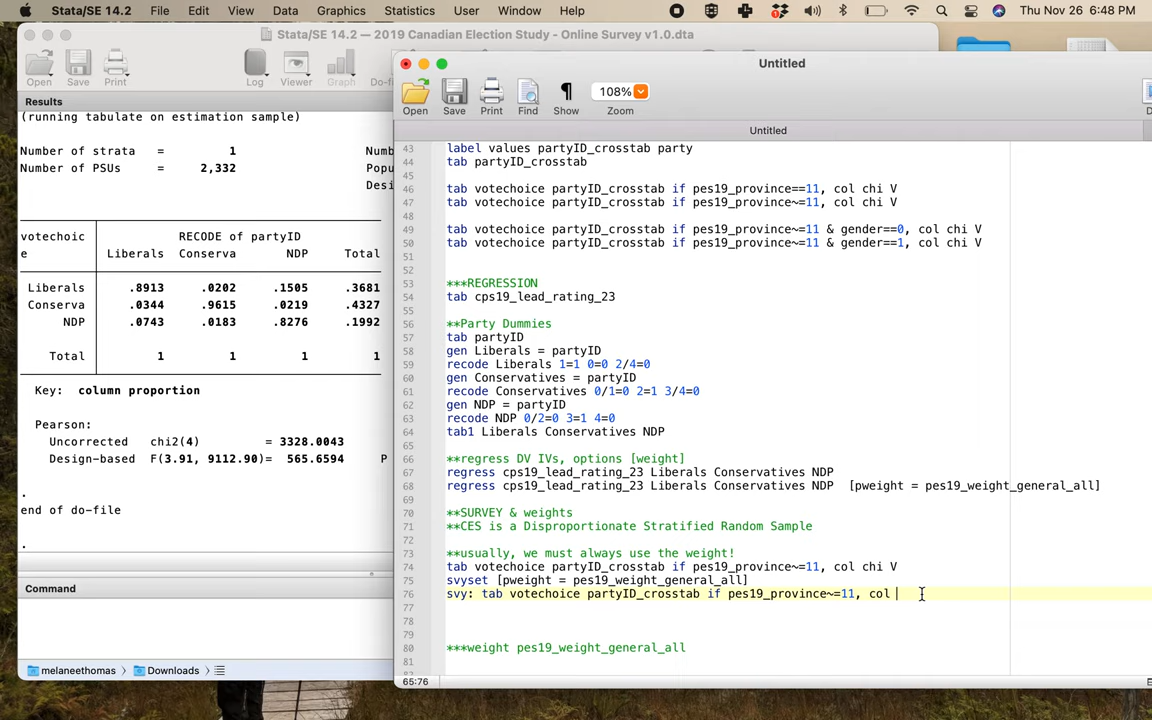 Stata/SE 14.2 File Edit View Data Graphics Statistics User Window Help Thu Nov 26 6:48 PM
Stata/SE 14.2 — 2019 Canadian Election Study - Online Survey v1.0.dta
Open Save Print Log Viewer Graph Do-f
Results
(running tabulate on estimation sample)
Number of strata = 1 Numb
Number of PSUs = 2,332 Popu
Desi
votechoic RECODE of partyID
e Liberals Conserva NDP Total
Liberals .8913 .0202 .1505 .3681
Conserva .0344 .9615 .0219 .4327
NDP .0743 .0183 .8276 .1992
Total 1 1 1 1
Key: column proportion
Pearson:
Uncorrected chi2(4) = 3328.0043
Design-based F(3.91, 9112.90)= 565.6594 P
.
end of do-file
.
Command
melaneethomas > Downloads >
Untitled
Open Save Print Find Show 108% Zoom D
Untitled
43 label values partyID_crosstab party
44 tab partyID_crosstab
45
46 tab votechoice partyID_crosstab if pes19_province==11, col chi V
47 tab votechoice partyID_crosstab if pes19_province~=11, col chi V
48
49 tab votechoice partyID_crosstab if pes19_province~=11 & gender==0, col chi V
50 tab votechoice partyID_crosstab if pes19_province~=11 & gender==1, col chi V
51
52
53 ***REGRESSION
54 tab cps19_lead_rating_23
55
56 **Party Dummies
57 tab partyID
58 gen Liberals = partyID
59 recode Liberals 1=1 0=0 2/4=0
60 gen Conservatives = partyID
61 recode Conservatives 0/1=0 2=1 3/4=0
62 gen NDP = partyID
63 recode NDP 0/2=0 3=1 4=0
64 tab1 Liberals Conservatives NDP
65
66 **regress DV IVs, options [weight]
67 regress cps19_lead_rating_23 Liberals Conservatives NDP
68 regress cps19_lead_rating_23 Liberals Conservatives NDP [pweight = pes19_weight_general_all]
69
70 **SURVEY & weights
71 **CES is a Disproportionate Stratified Random Sample
72
73 **usually, we must always use the weight!
74 tab votechoice partyID_crosstab if pes19_province~=11, col chi V
75 svyset [pweight = pes19_weight_general_all]
76 svy: tab votechoice partyID_crosstab if pes19_province~=11, col
77
78
79
80 ***weight pes19_weight_general_all
81
82
65:76